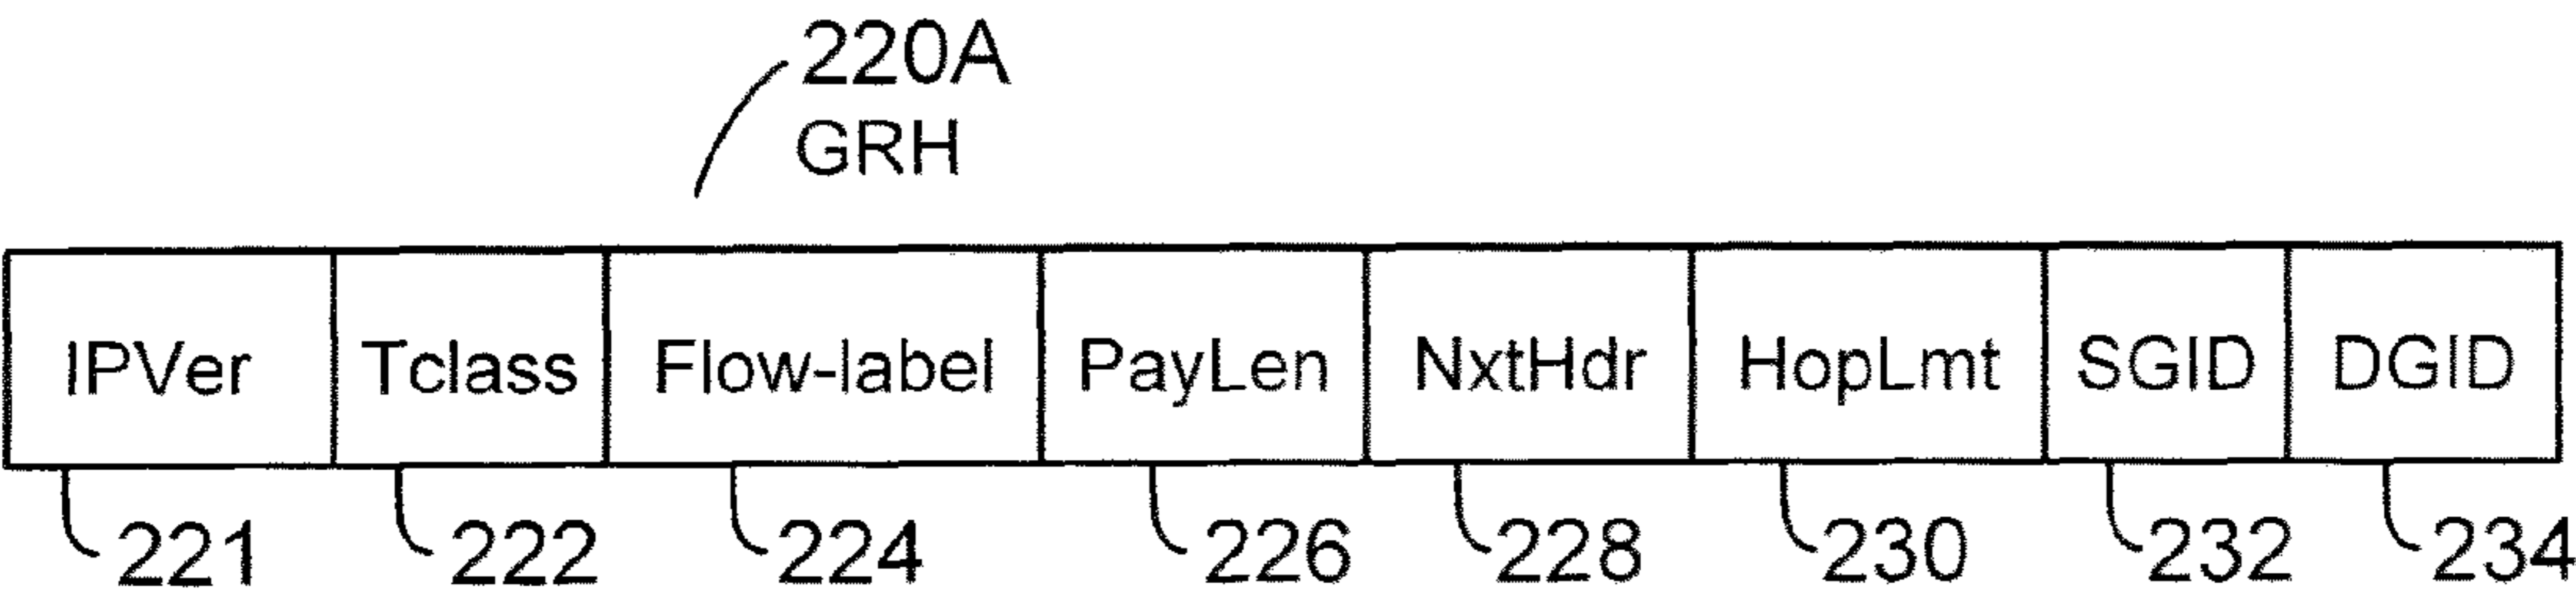 220A
GRH
IPVer Tclass Flow-label PayLen NxtHdr HopLmt SGID DGID
221 222 224 226 228 230 232 234